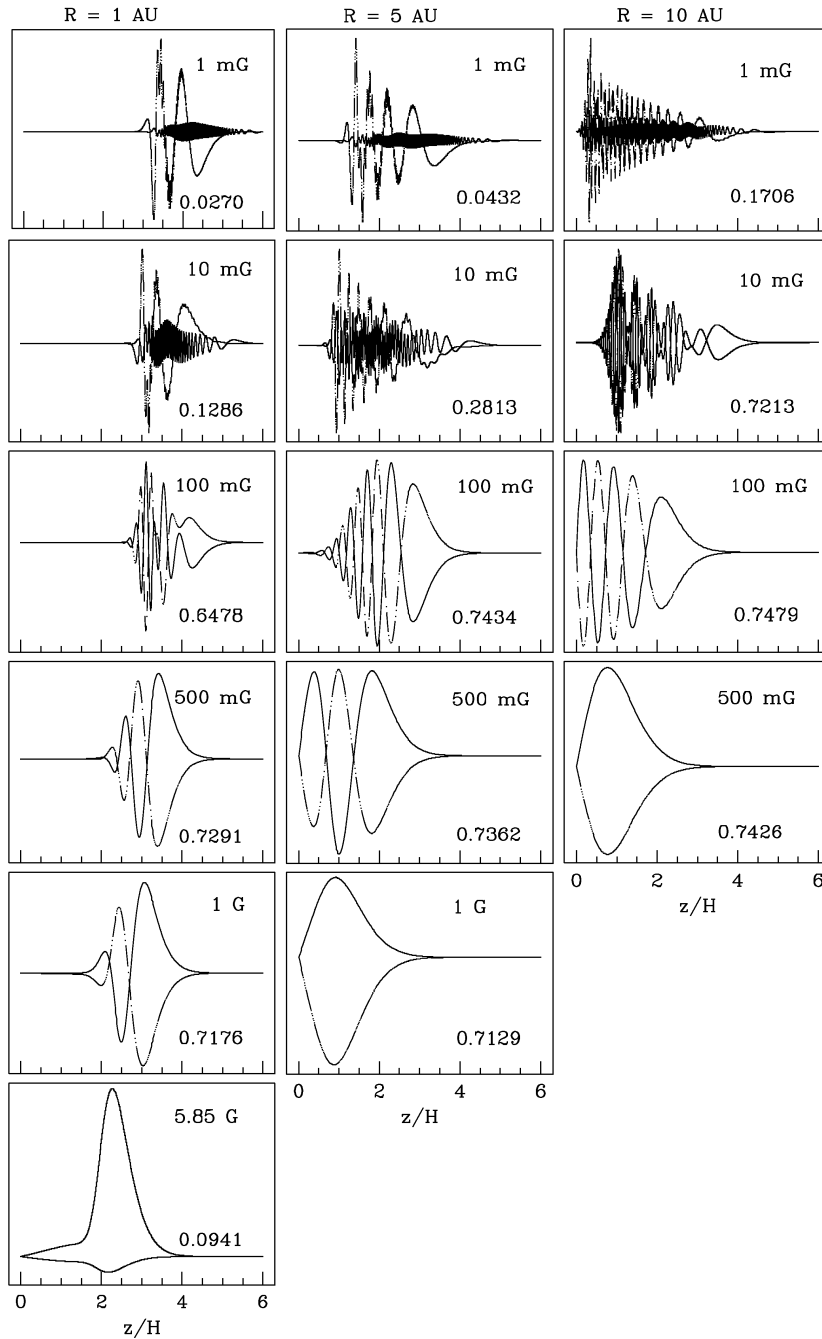 R = 1 AU
R = 5 AU
R = 10 AU
1 mG
0.0270
1 mG
0.0432
1 mG
0.1706
10 mG
0.1286
10 mG
0.2813
10 mG
0.7213
100 mG
0.6478
100 mG
0.7434
100 mG
0.7479
500 mG
0.7291
500 mG
0.7362
500 mG
0.7426
0 2 4 6
z/H
1 G
0.7176
1 G
0.7129
0 2 4 6
z/H
5.85 G
0.0941
0 2 4 6
z/H